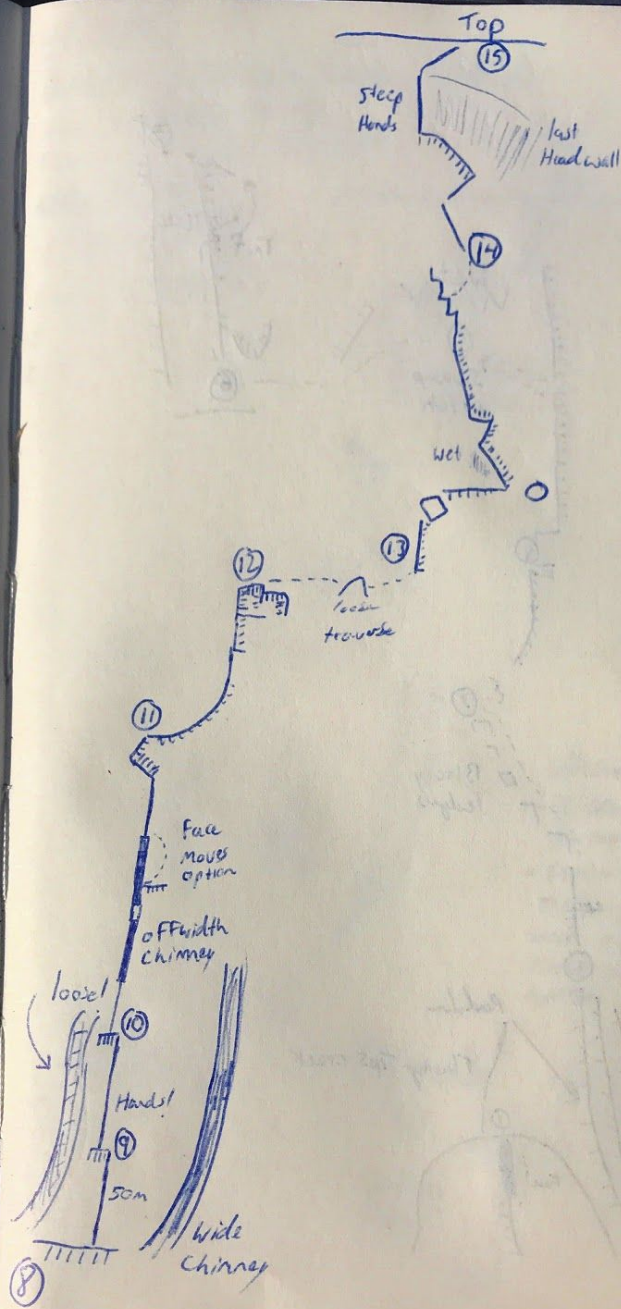 Top
15
Steep
Hands
last
Headwall
14
wet
13
12
loose
traverse
11
Face
moves
option
offwidth
chimney
loose!
10
Hands!
9
50m
wide
Chimney
8